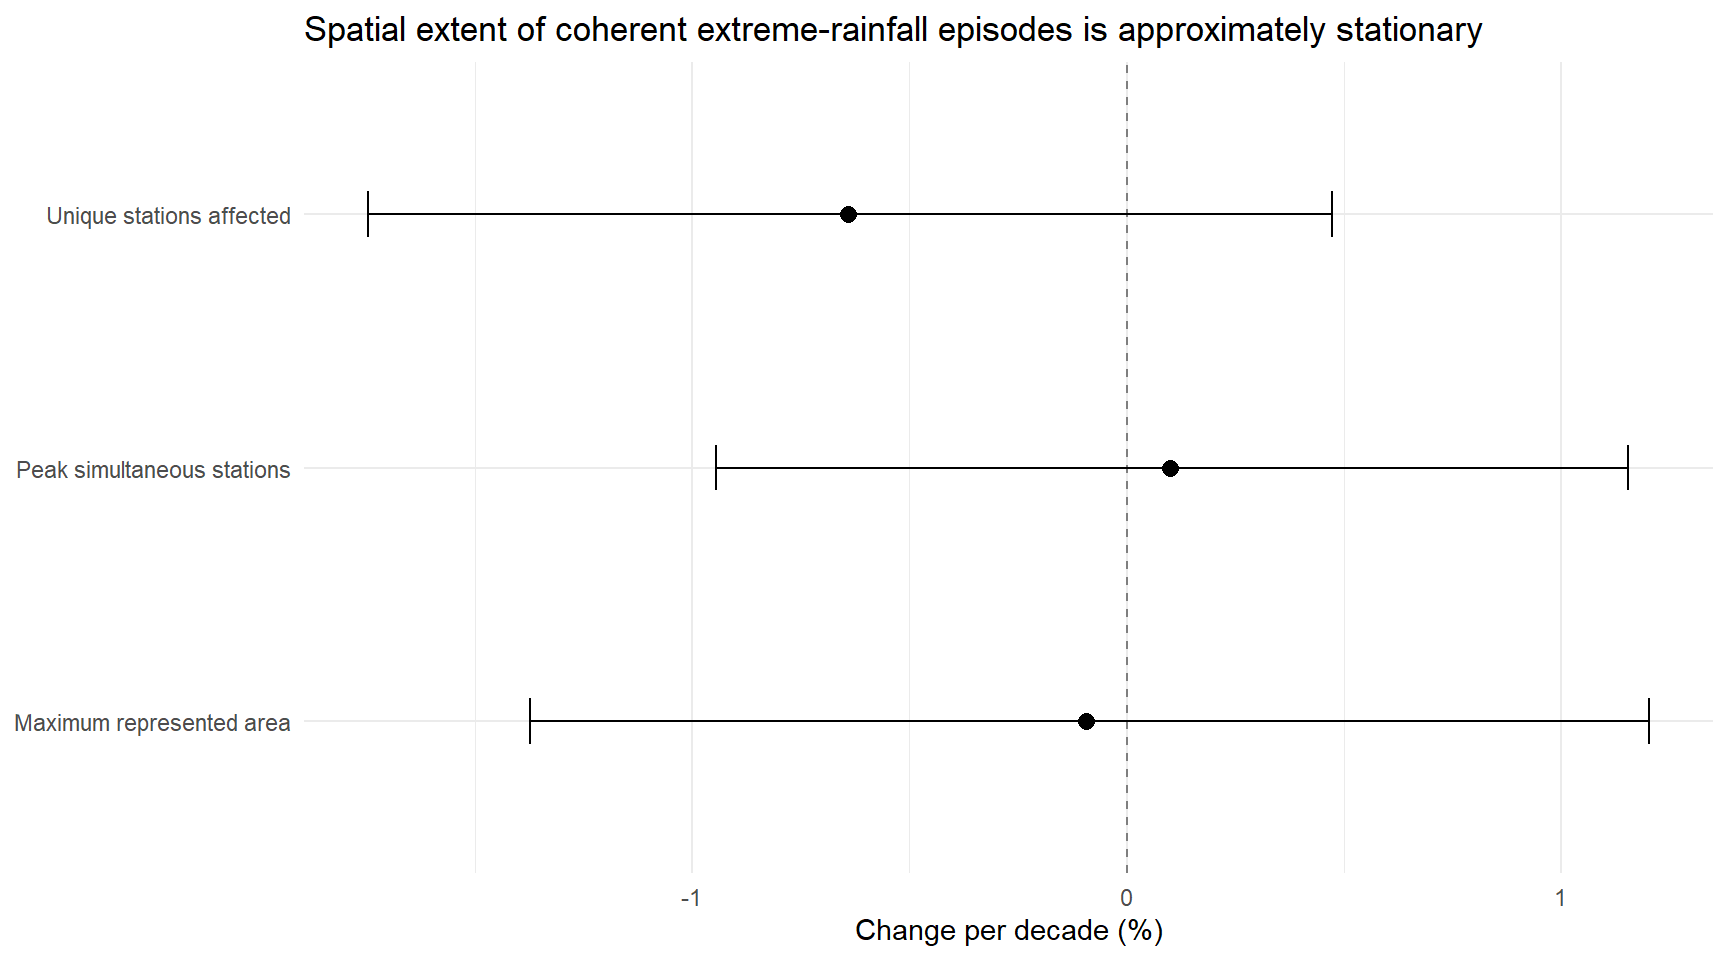 Spatial extent of coherent extreme-rainfall episodes is approximately stationary
Unique stations affected
Peak simultaneous stations
Maximum represented area
-1
0
1
Change per decade (%)